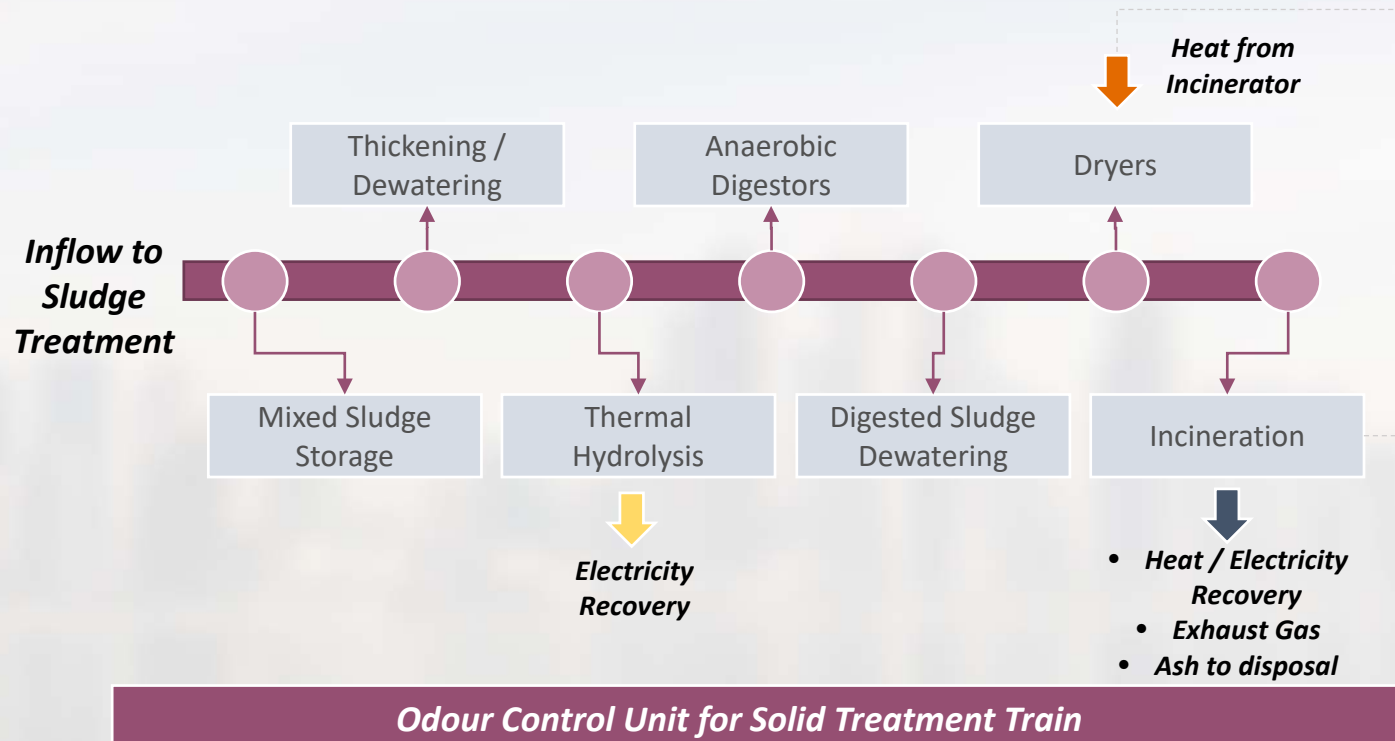 Heat from
Incinerator
Thickening /
Dewatering
Anaerobic
Digestors
Dryers
Inflow to
Sludge
Treatment
Mixed Sludge
Storage
Thermal
Hydrolysis
Digested Sludge
Dewatering
Incineration
Electricity
Recovery
• Heat / Electricity
Recovery
• Exhaust Gas
• Ash to disposal
Odour Control Unit for Solid Treatment Train